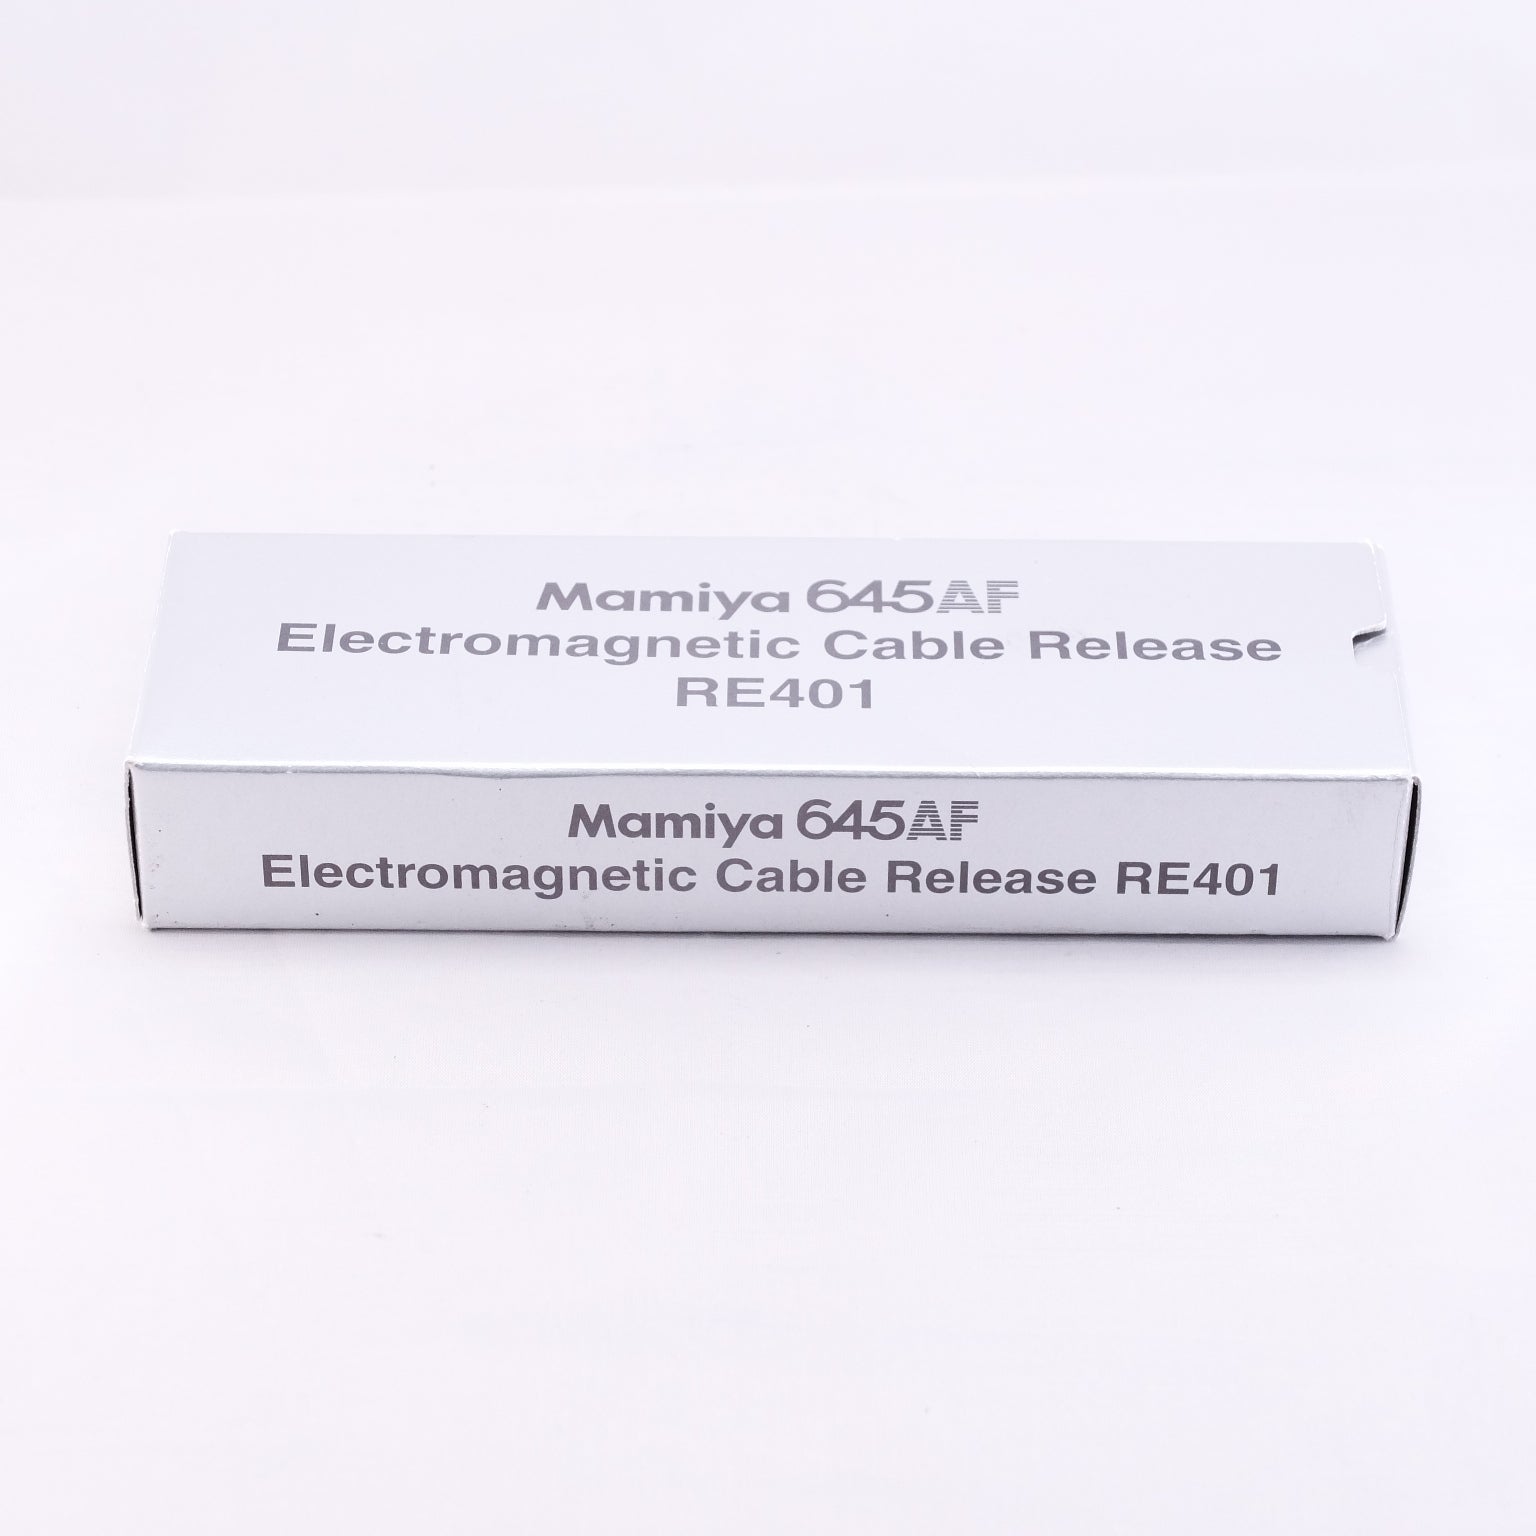 Mamiya 645AF
Electromagnetic Cable Release
RE401
Mamiya 645AF
Electromagnetic Cable Release RE401